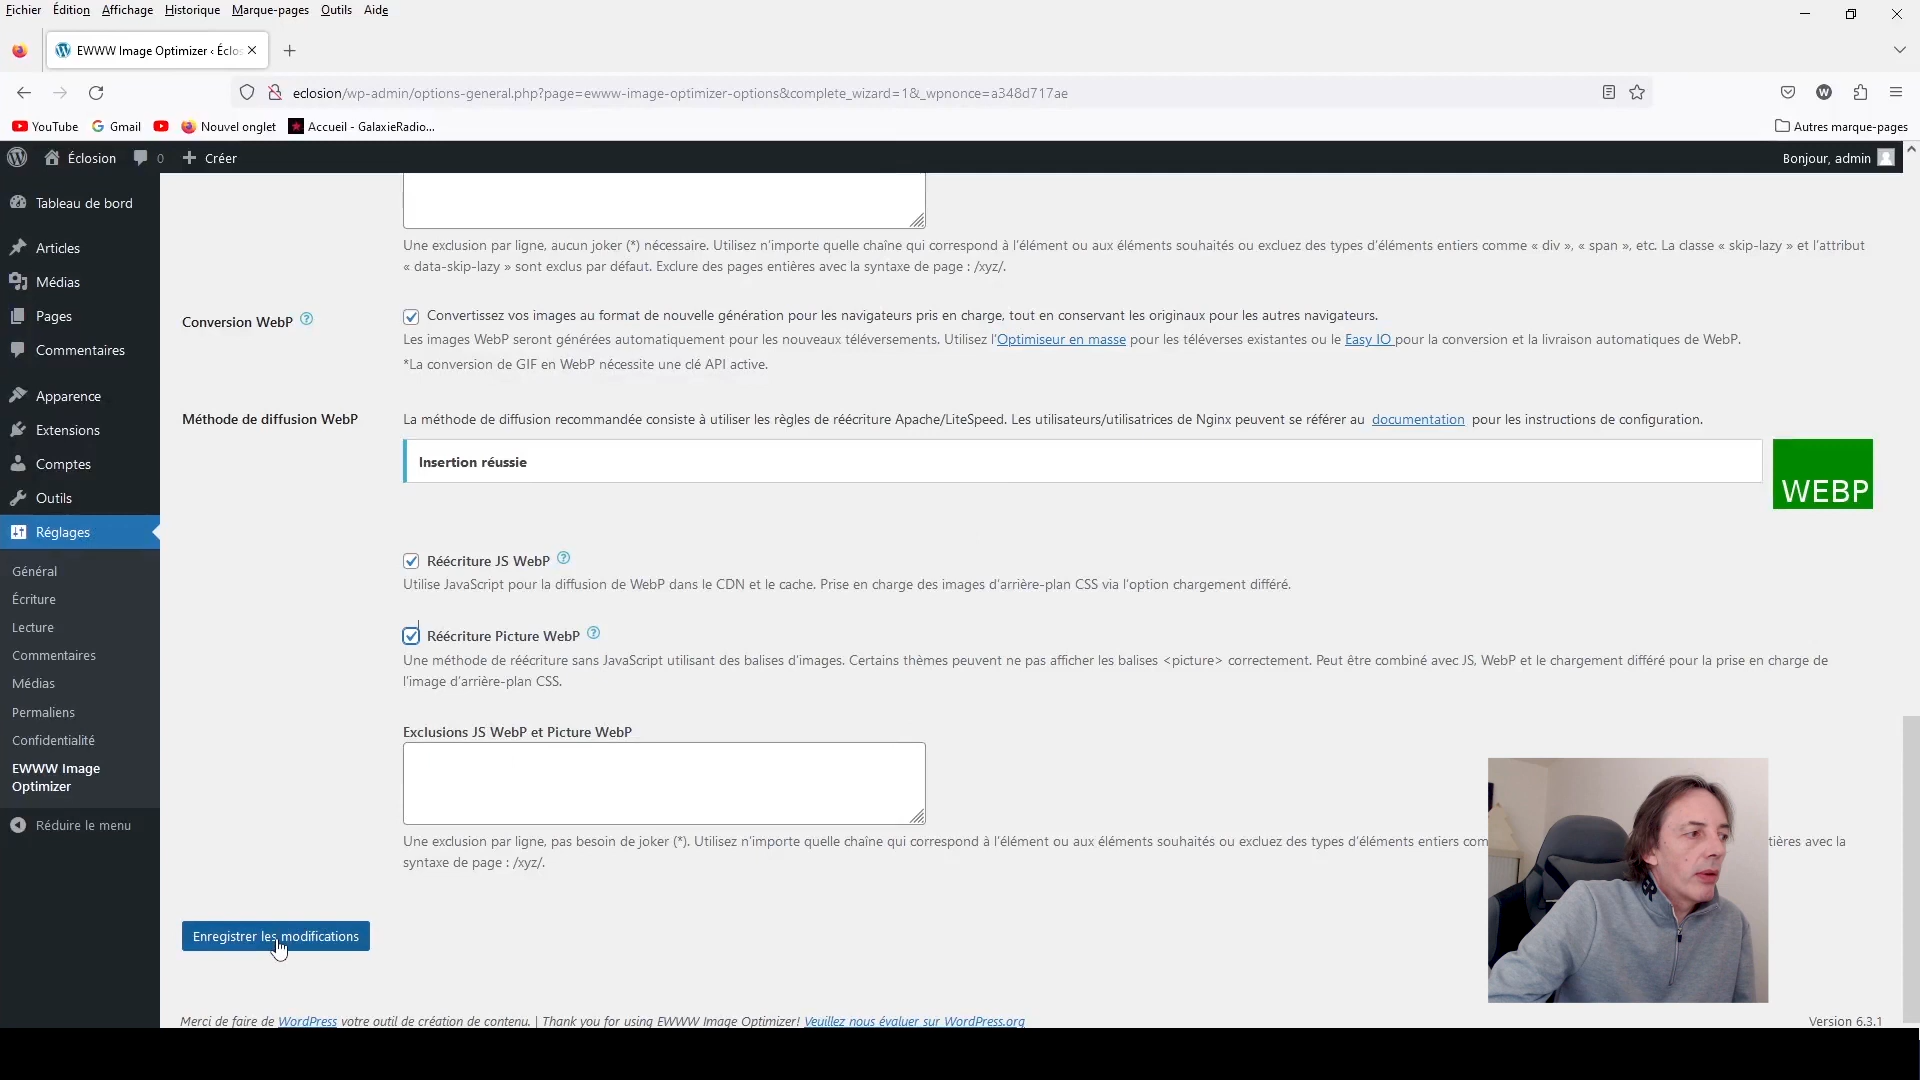 Fichier Édition Affichage Historique Marque-pages Outils Aide
EWWW Image Optimizer ‹ Éclos
eclosion/wp-admin/options-general.php?page=ewww-image-optimizer-options&complete_wizard=1&_wpnonce=a348d717ae
YouTube Gmail Nouvel onglet Accueil - GalaxieRadio... Autres marque-pages
Éclosion 0 Créer Bonjour, admin
Tableau de bord
Articles
Médias
Pages
Commentaires
Apparence
Extensions
Comptes
Outils
Réglages
Général
Écriture
Lecture
Commentaires
Médias
Permaliens
Confidentialité
EWWW Image
Optimizer
Réduire le menu
Une exclusion par ligne, aucun joker (*) nécessaire. Utilisez n’importe quelle chaîne qui correspond à l’élément ou aux éléments souhaités ou excluez des types d’éléments entiers comme « div », « span », etc. La classe « skip-lazy » et l’attribut
« data-skip-lazy » sont exclus par défaut. Exclure des pages entières avec la syntaxe de page : /xyz/.
Conversion WebP
Convertissez vos images au format de nouvelle génération pour les navigateurs pris en charge, tout en conservant les originaux pour les autres navigateurs.
Les images WebP seront générées automatiquement pour les nouveaux téléversements. Utilisez l’Optimiseur en masse pour les téléverses existantes ou le Easy IO pour la conversion et la livraison automatiques de WebP.
*La conversion de GIF en WebP nécessite une clé API active.
Méthode de diffusion WebP
La méthode de diffusion recommandée consiste à utiliser les règles de réécriture Apache/LiteSpeed. Les utilisateurs/utilisatrices de Nginx peuvent se référer au documentation pour les instructions de configuration.
Insertion réussie
WEBP
Réécriture JS WebP
Utilise JavaScript pour la diffusion de WebP dans le CDN et le cache. Prise en charge des images d’arrière-plan CSS via l’option chargement différé.
Réécriture Picture WebP
Une méthode de réécriture sans JavaScript utilisant des balises d’images. Certains thèmes peuvent ne pas afficher les balises <picture> correctement. Peut être combiné avec JS, WebP et le chargement différé pour la prise en charge de
l’image d’arrière-plan CSS.
Exclusions JS WebP et Picture WebP
Une exclusion par ligne, pas besoin de joker (*). Utilisez n’importe quelle chaîne qui correspond à l’élément ou aux éléments souhaités ou excluez des types d’éléments entiers com tières avec la
syntaxe de page : /xyz/.
Enregistrer les modifications
Merci de faire de WordPress votre outil de création de contenu. | Thank you for using EWWW Image Optimizer! Veuillez nous évaluer sur WordPress.org
Version 6.3.1